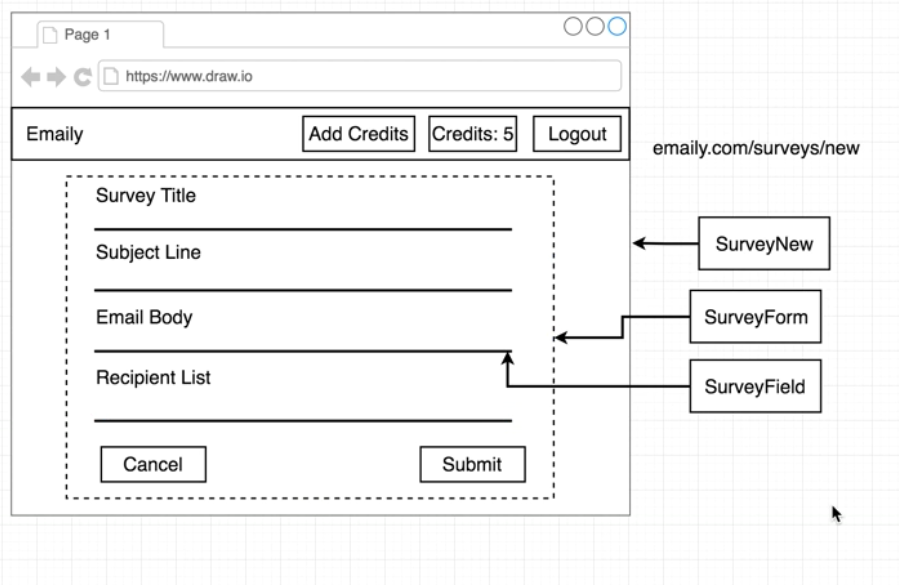 Page 1
https://www.draw.io
Emaily
Add Credits
Credits: 5
Logout
emaily.com/surveys/new
Survey Title
Subject Line
Email Body
Recipient List
Cancel
Submit
SurveyNew
SurveyForm
SurveyField